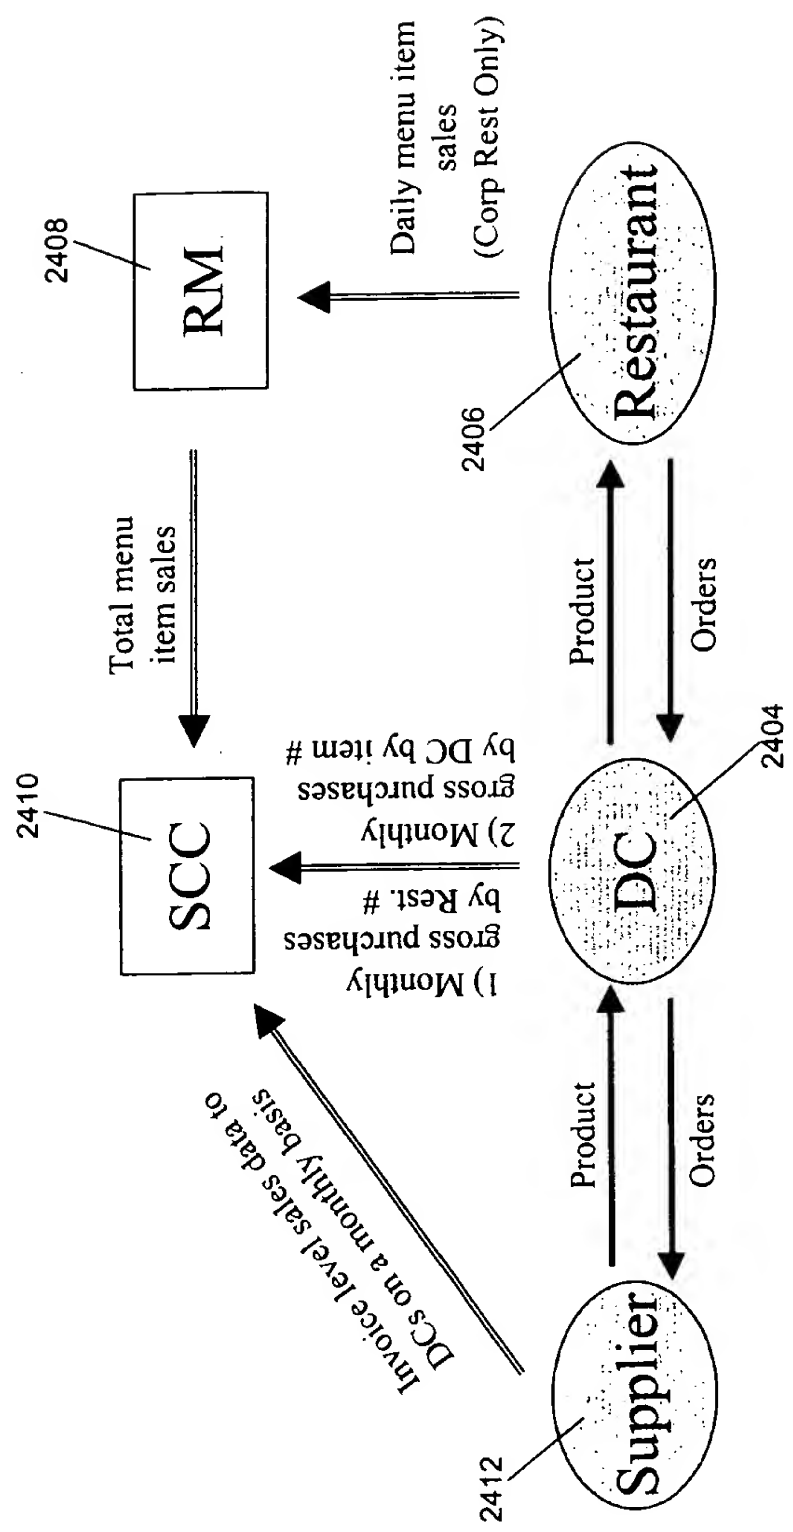 2410
SCC
Total menu
item sales
2408
RM
Invoice level sales data to
DCs on a monthly basis
1) Monthly
gross purchases
by Rest. #
2) Monthly
gross purchases
by DC by item #
Daily menu item
sales
(Corp Rest Only)
2412
Supplier
Product
Orders
DC
2404
Product
Orders
2406
Restaurant